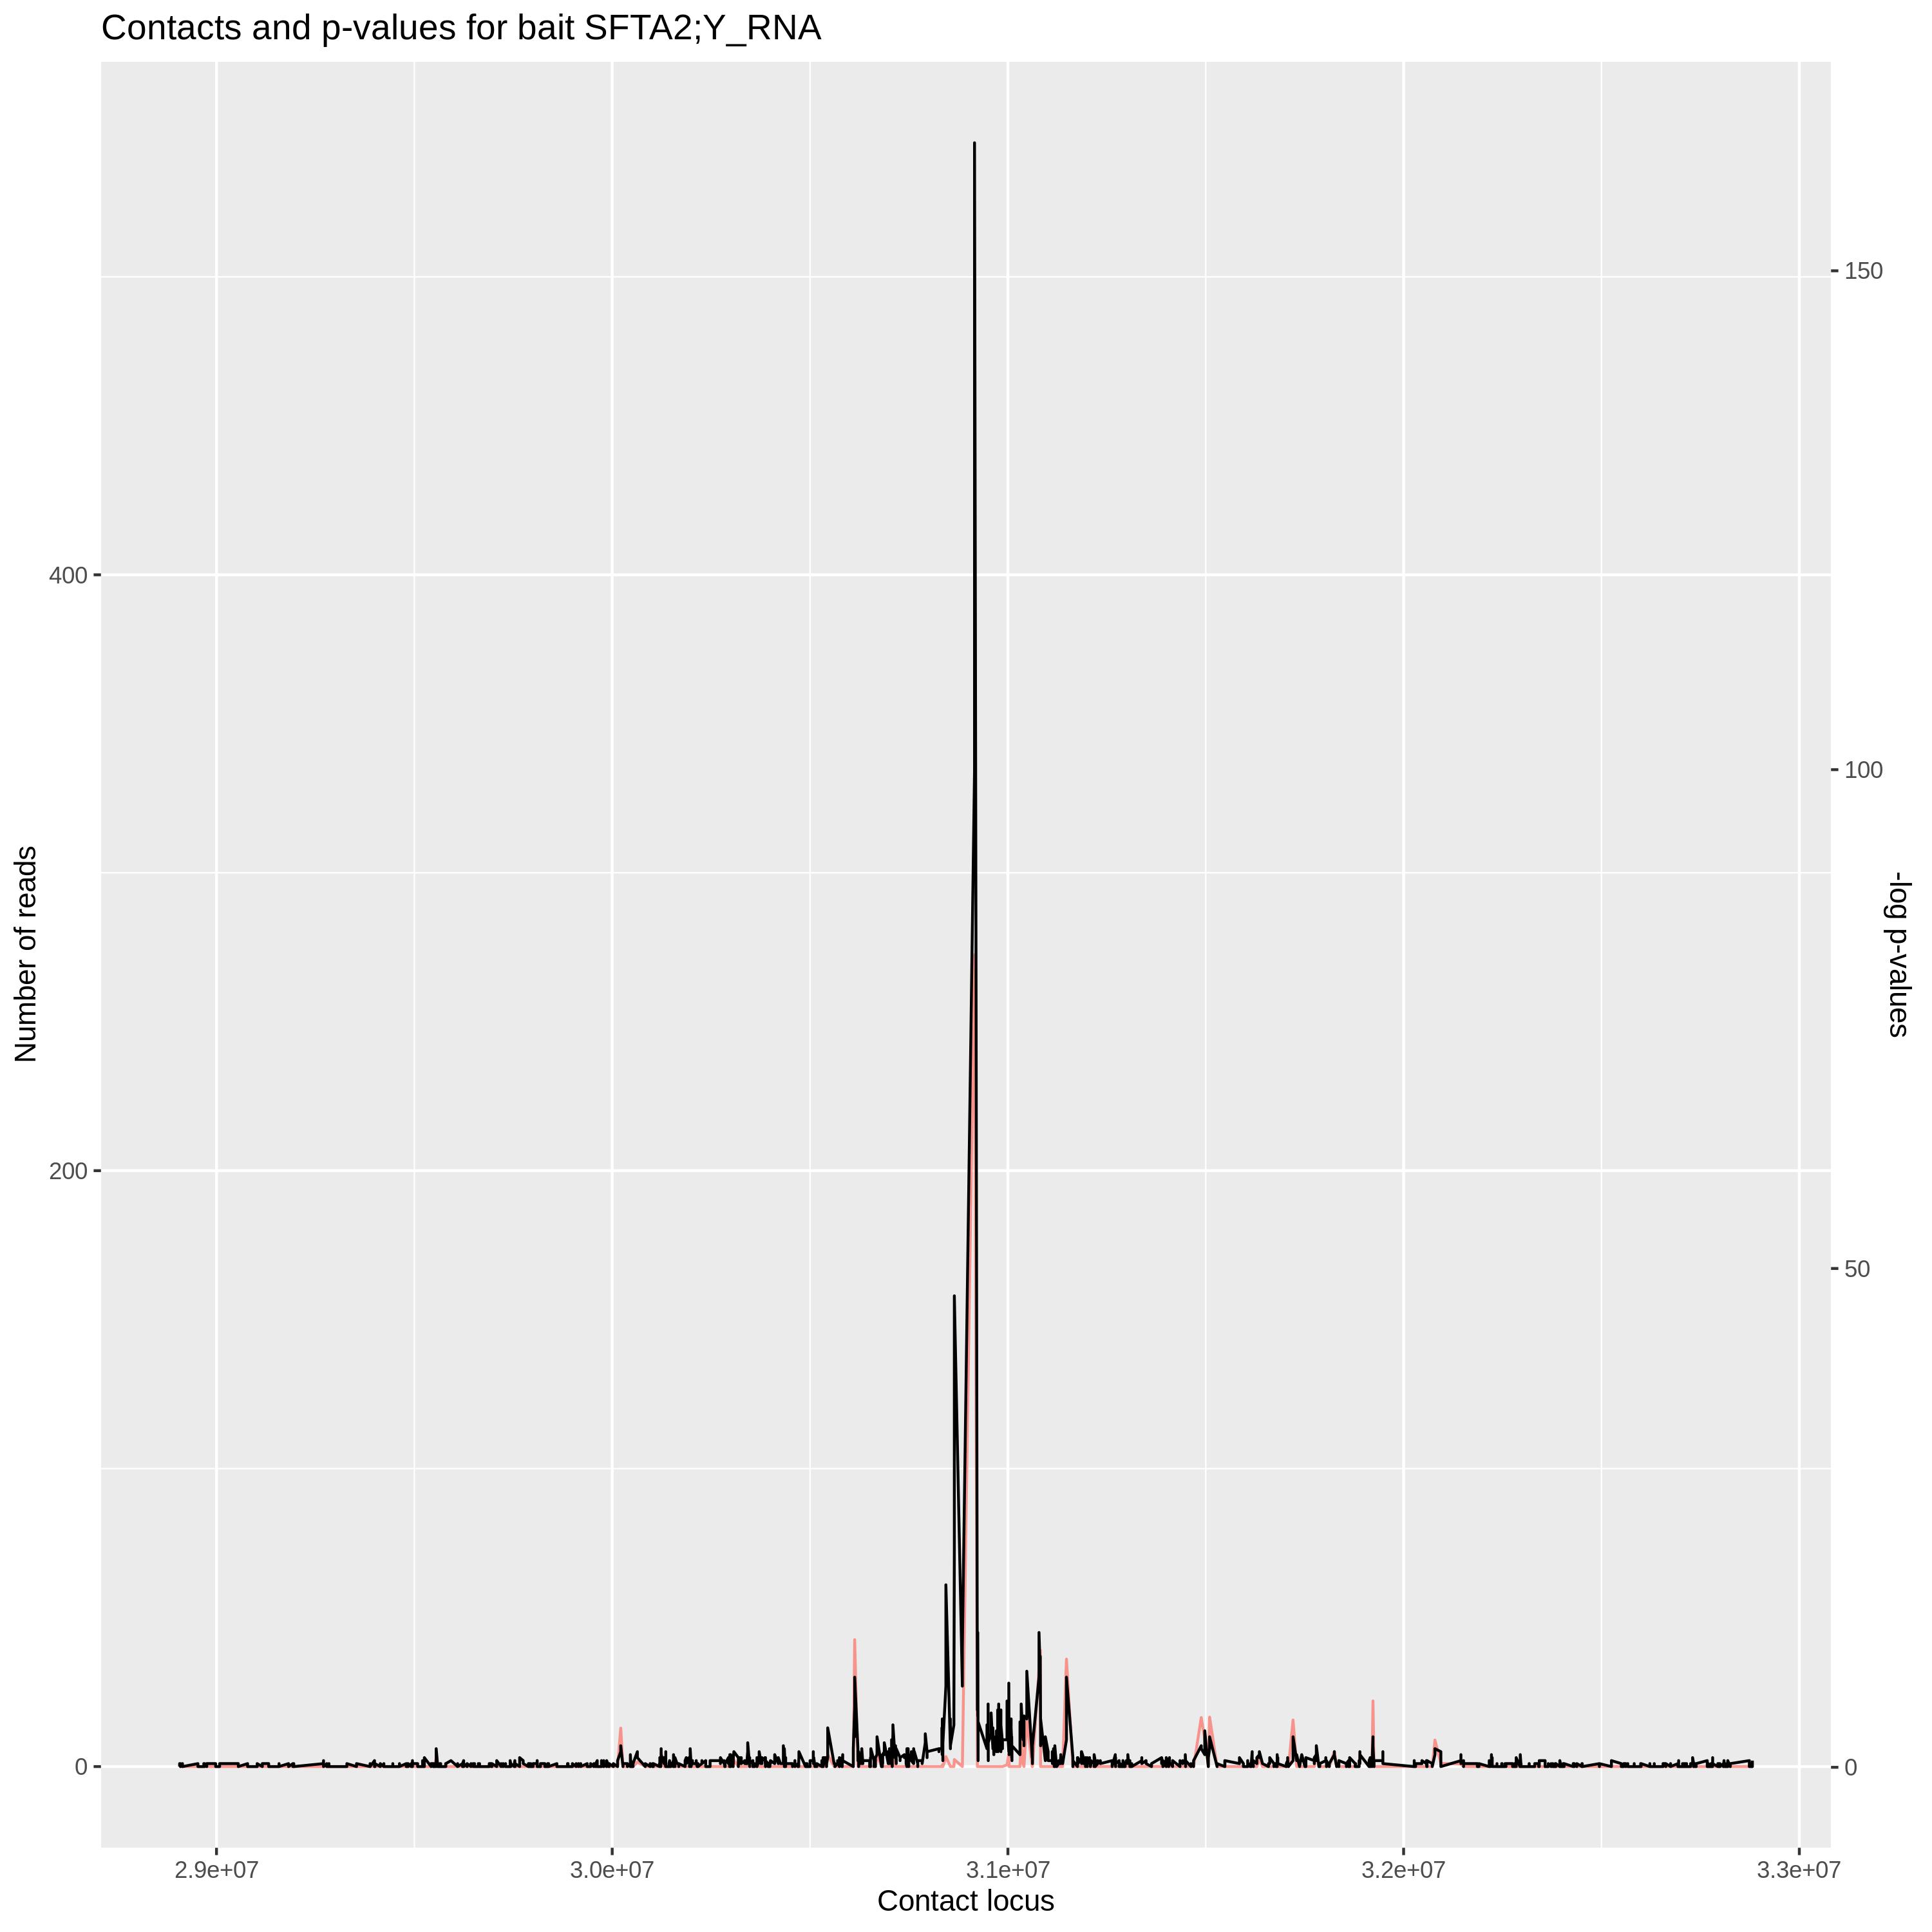 Contacts and p-values for bait SFTA2;Y_RNA
Number of reads
400
200
0
150
100
50
0
-log p-values
2.9e+07 3.0e+07 3.1e+07 3.2e+07 3.3e+07
Contact locus